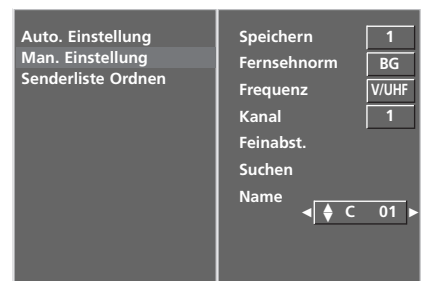 Auto. Einstellung
Man. Einstellung
Senderliste Ordnen
Speichern 1
Fernsehnorm BG
Frequenz V/UHF
Kanal 1
Feinabst.
Suchen
Name
C 01